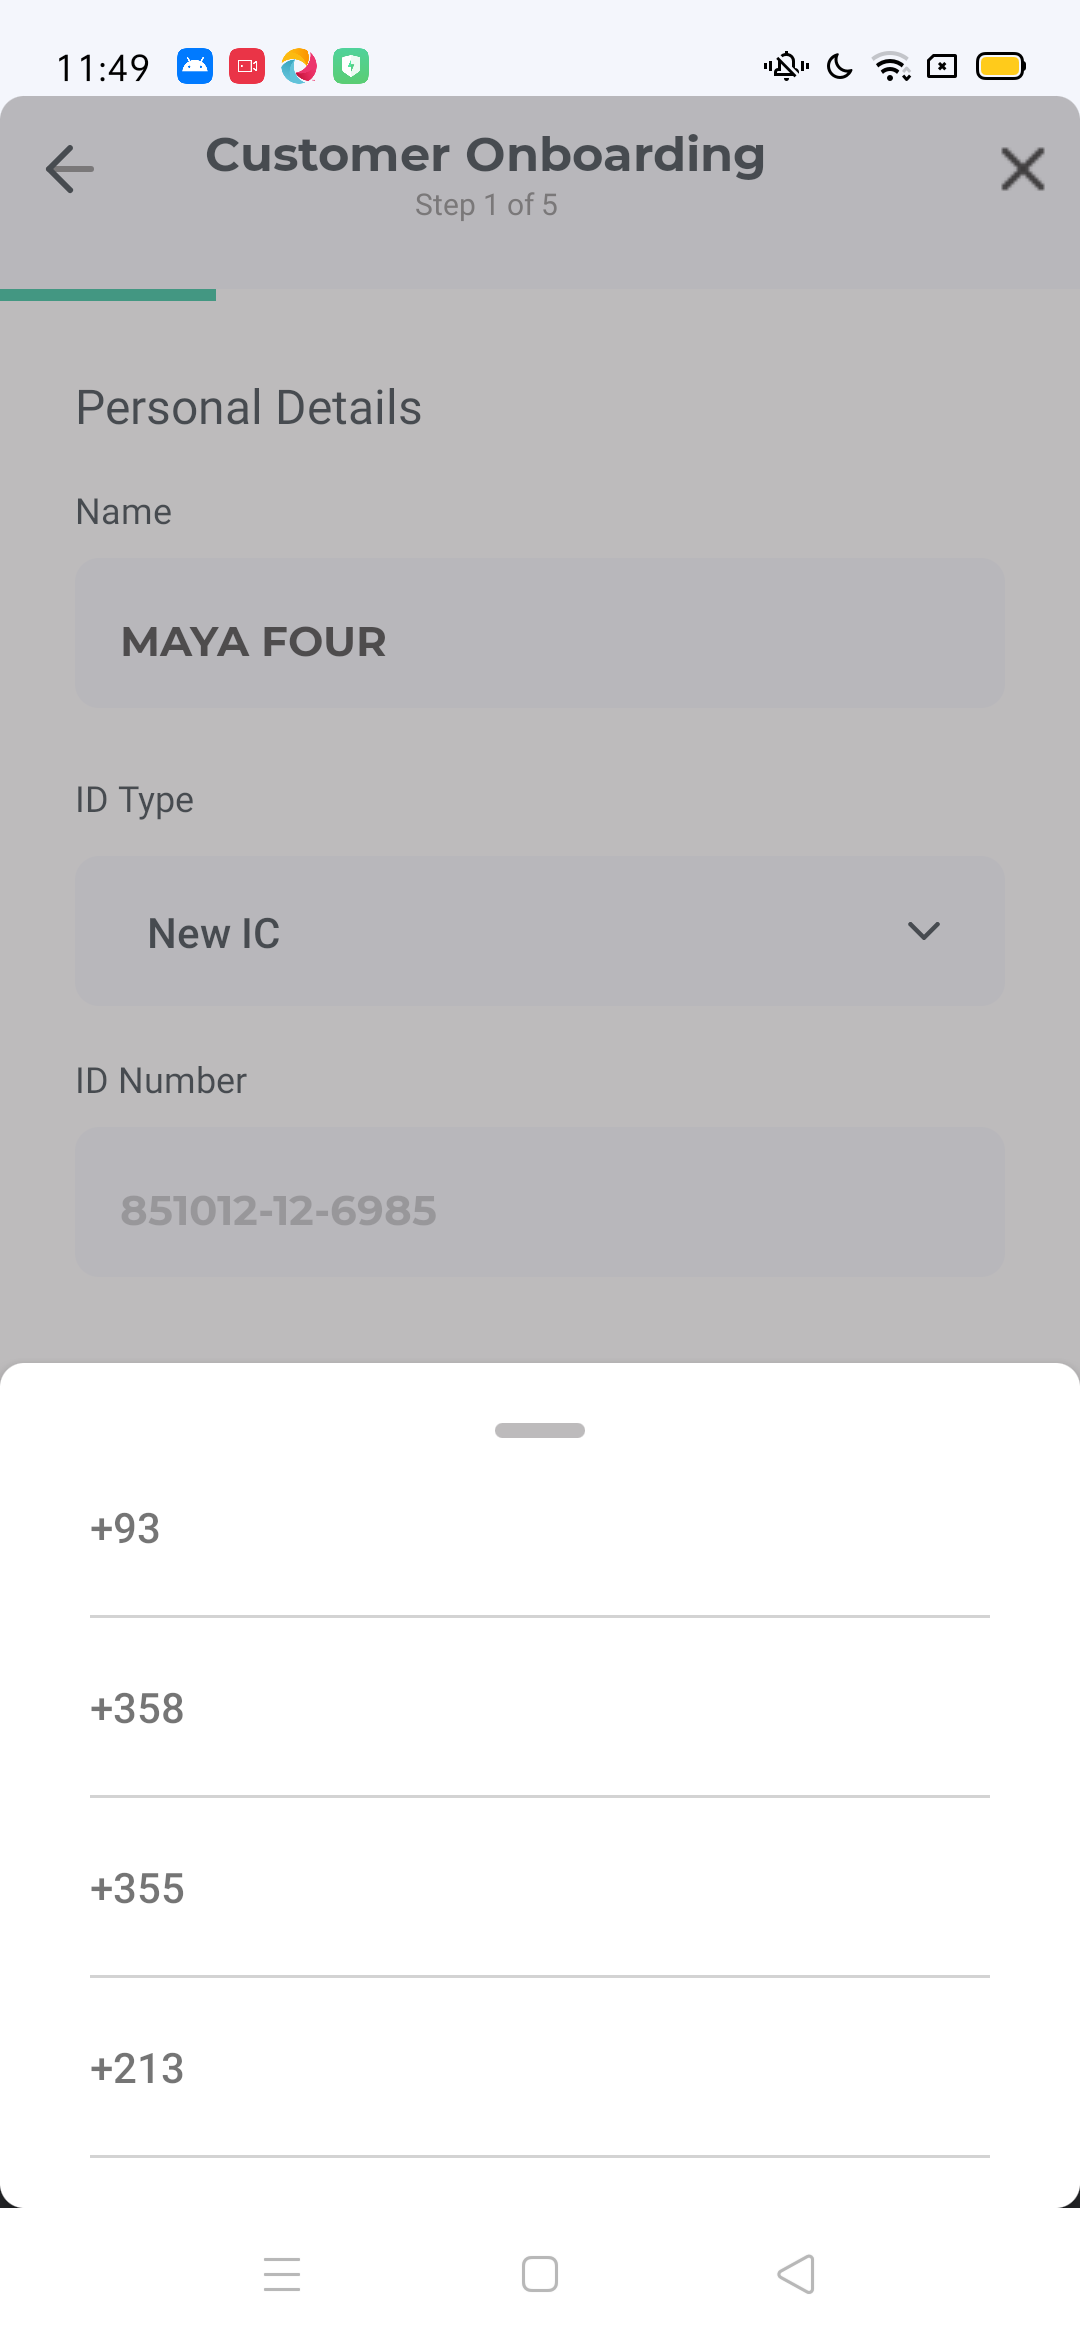 11:49
Customer Onboarding
Step 1 of 5
Personal Details
Name
MAYA FOUR
ID Type
New IC
ID Number
851012-12-6985
+93
+358
+355
+213